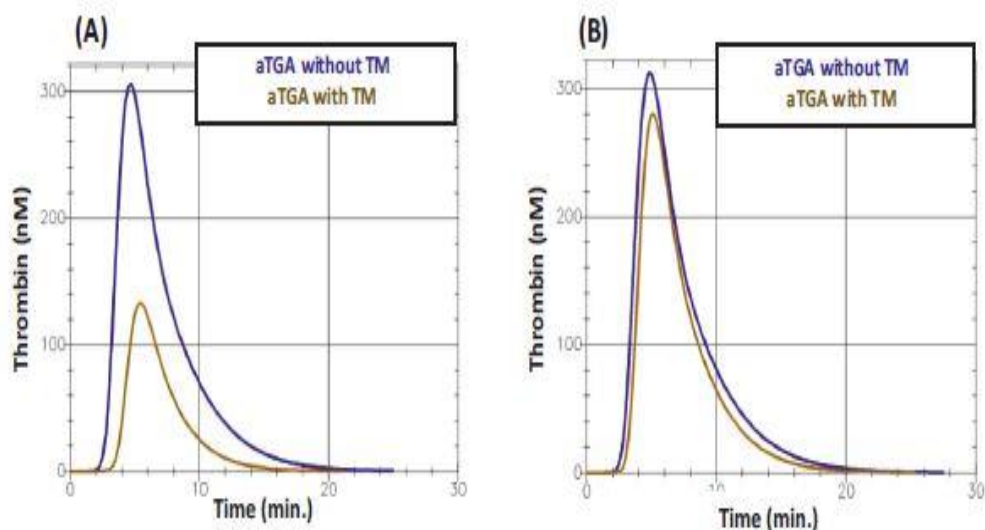 (A)
aTGA without TM
aTGA with TM
300
200
100
0
Thrombin (nM)
0
10
20
30
Time (min.)
(B)
aTGA without TM
aTGA with TM
300
200
100
0
Thrombin (nM)
0
10
20
30
Time (min.)